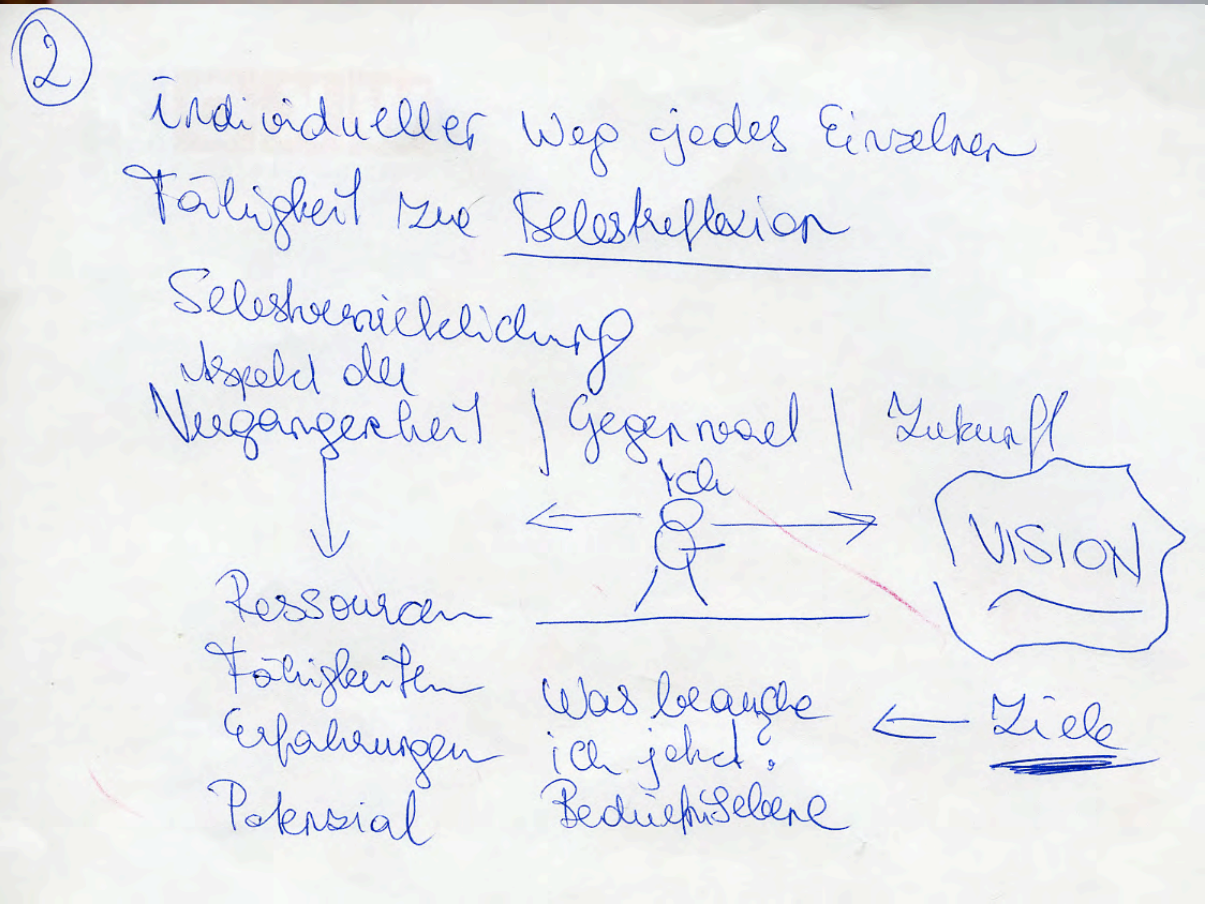 2
Individueller Weg jedes Einzelnen
Fähigkeit zur Selbstreflexion
Selbstverwirklichung
Aspekt der
Vergangenheit | Gegenwart | Zukunft
Ich
VISION
Ressourcen
Fähigkeiten
Erfahrungen
Potenzial
Was brauche
ich jetzt?
Bedürfnisebene
← Ziele